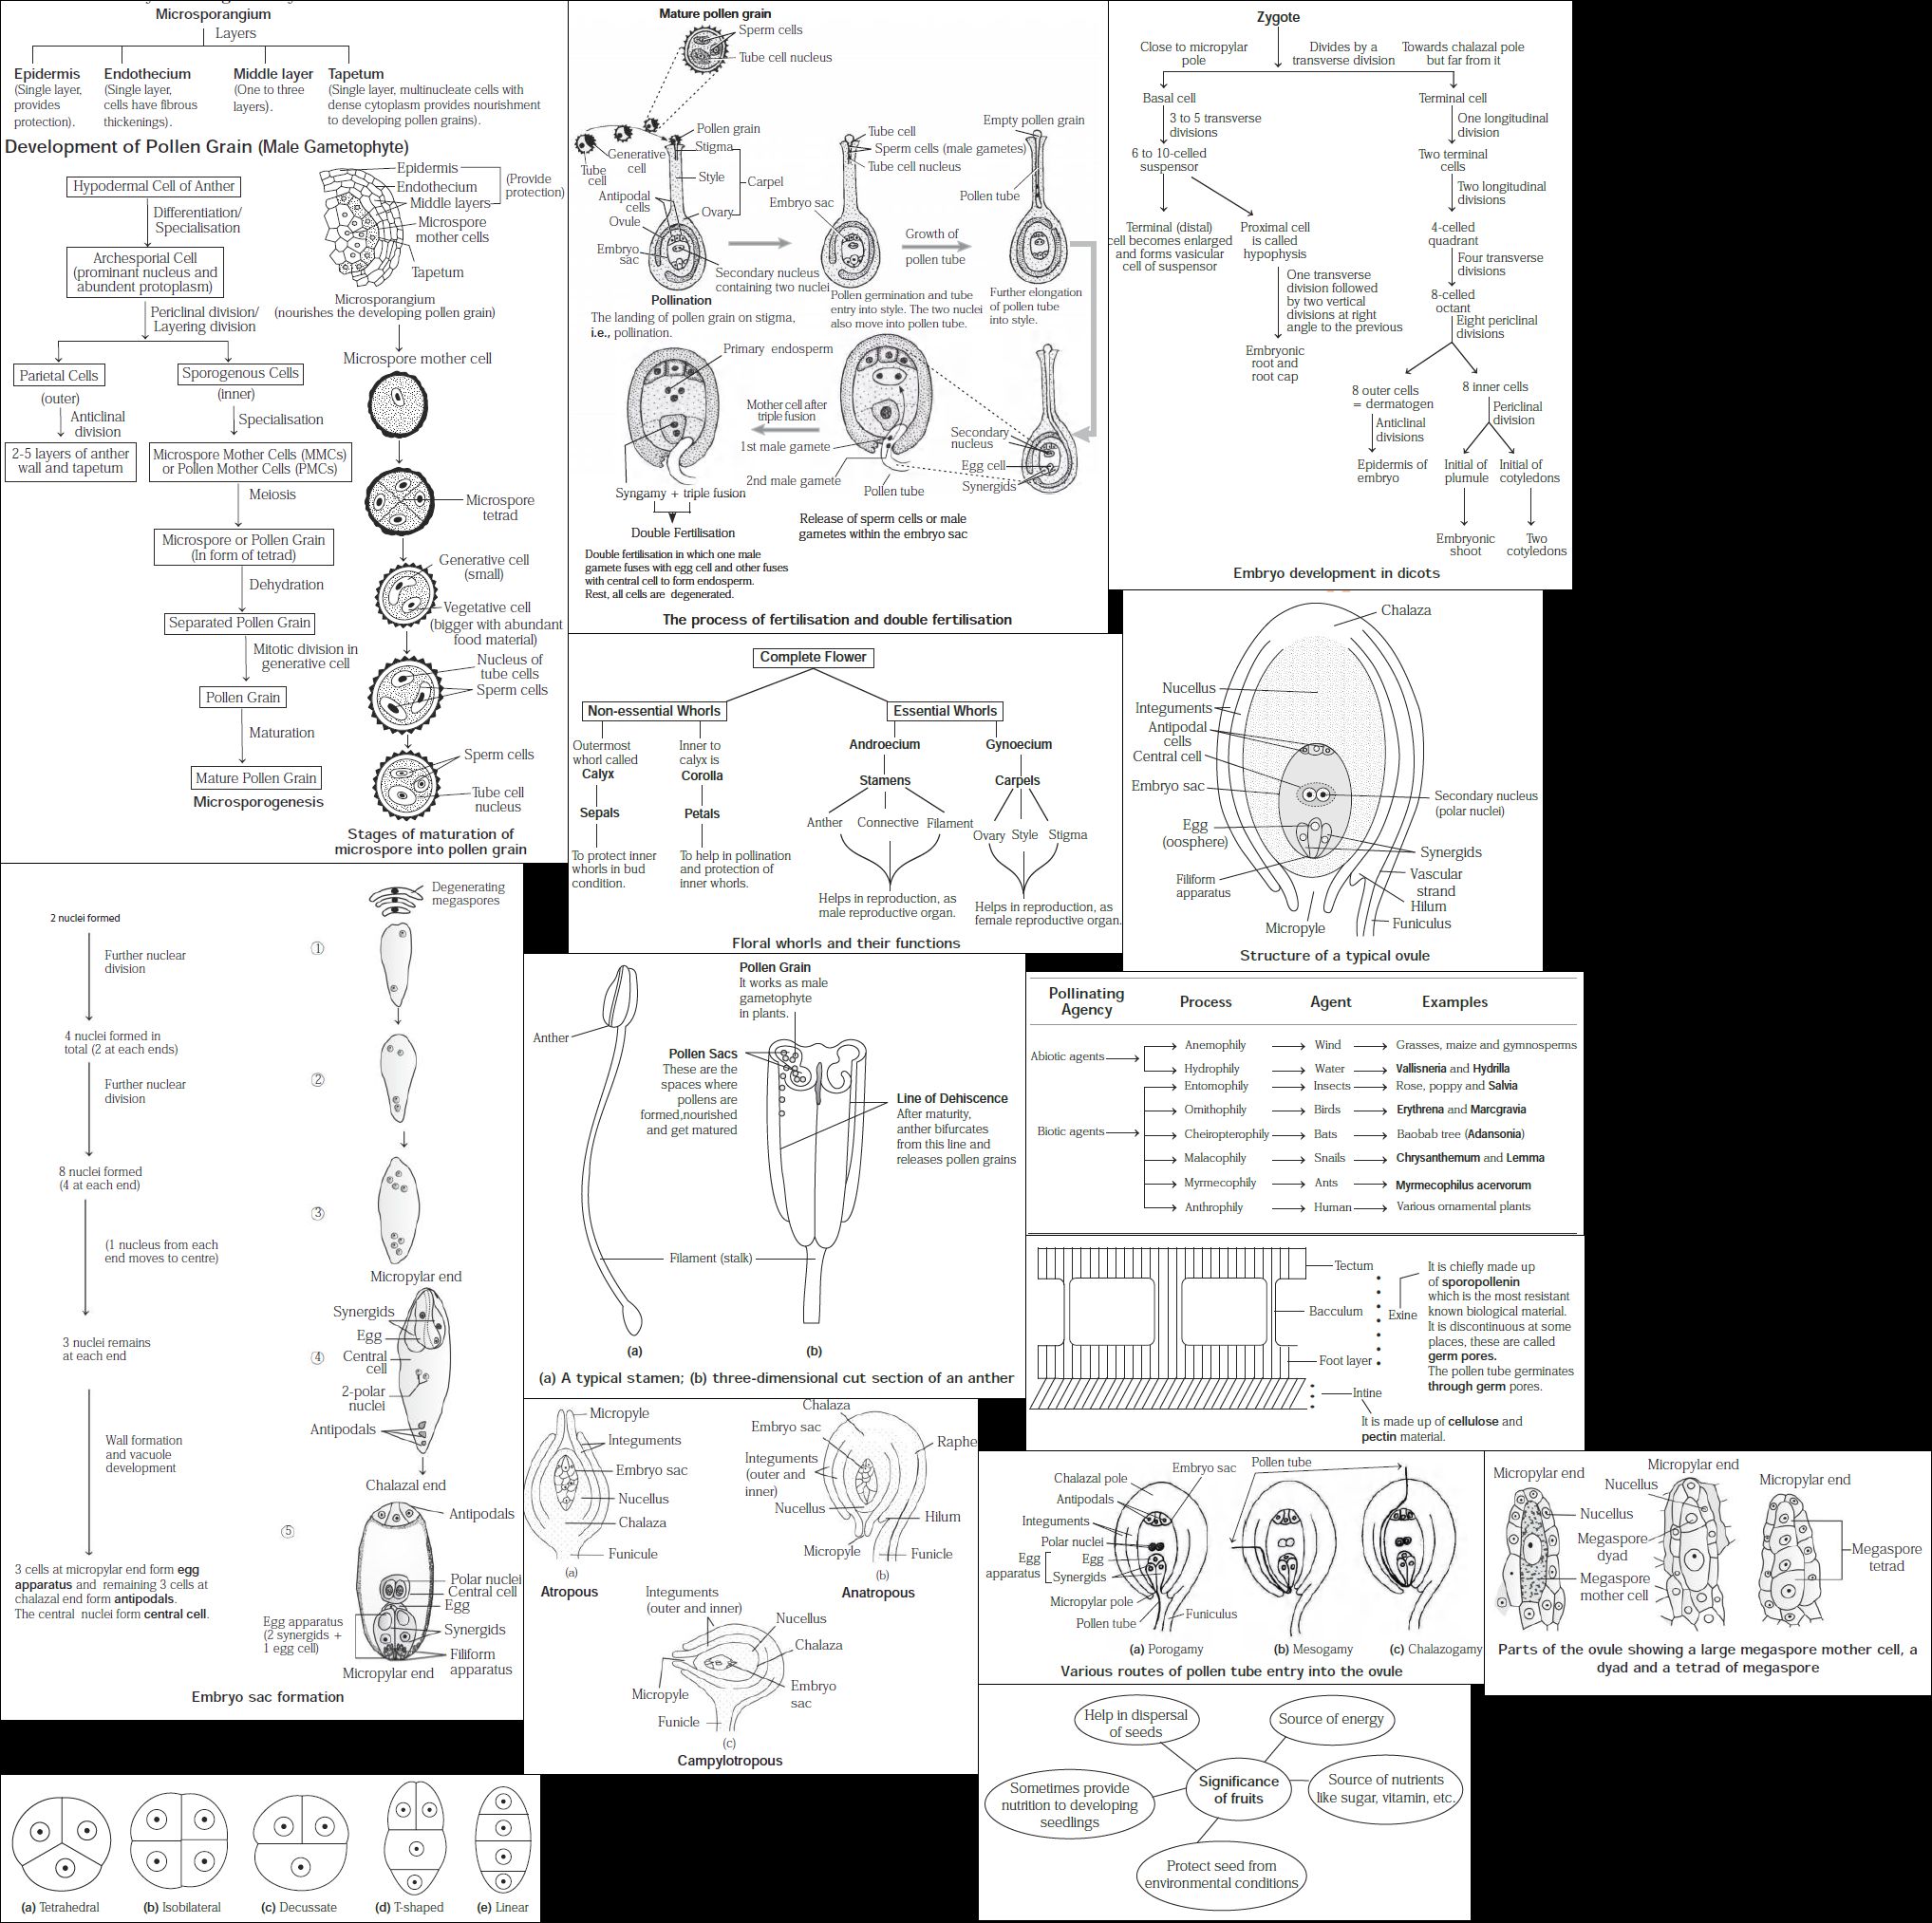 Microsporangium
Layers
Epidermis
(Single layer,
provides
protection).
Endothecium
(Single layer,
cells have fibrous
thickenings).
Middle layer
(One to three
layers).
Tapetum
(Single layer, multinucleate cells with
dense cytoplasm provides nourishment
to developing pollen grains).
Development of Pollen Grain (Male Gametophyte)
Hypodermal Cell of Anther
Differentiation/
Specialisation
Archesporial Cell
(prominent nucleus and
abundent protoplasm)
Periclinal division/
Layering division
Parietal Cells
(outer)
Anticlinal
division
2-5 layers of anther
wall and tapetum
Sporogenous Cells
(inner)
Specialisation
Microspore Mother Cells (MMCs)
or Pollen Mother Cells (PMCs)
Meiosis
Microspore or Pollen Grain
(In form of tetrad)
Dehydration
Separated Pollen Grain
Mitotic division in
generative cell
Pollen Grain
Maturation
Mature Pollen Grain
Microsporogenesis
Epidermis
Endothecium
Middle layers
(Provide
protection)
Microspore
mother cells
Tapetum
Microsporangium
(nourishes the developing pollen grain)
Microspore mother cell
Microspore
tetrad
Generative cell
(small)
Vegetative cell
(bigger with abundant
food material)
Nucleus of
tube cells
Sperm cells
Sperm cells
Tube cell
nucleus
Stages of maturation of
microspore into pollen grain
Mature pollen grain
Sperm cells
Tube cell nucleus
Pollen grain
Stigma
Generative
cell
Tube
cell
Style
Carpel
Antipodal
cells
Ovary
Ovule
Embryo
sac
Secondary nucleus
containing two nuclei
Pollination
The landing of pollen grain on stigma,
i.e., pollination.
Tube cell
Sperm cells (male gametes)
Tube cell nucleus
Embryo sac
Growth of
pollen tube
Pollen germination and tube
entry into style. The two nuclei
also move into pollen tube.
Empty pollen grain
Pollen tube
Further elongation
of pollen tube
into style.
Primary endosperm
Mother cell after
triple fusion
1st male gamete
2nd male gamete
Pollen tube
Secondary
nucleus
Egg cell
Synergids
Syngamy + triple fusion
Double Fertilisation
Release of sperm cells or male
gametes within the embryo sac
Double fertilisation in which one male
gamete fuses with egg cell and other fuses
with central cell to form endosperm.
Rest, all cells are degenerated.
The process of fertilisation and double fertilisation
Zygote
Close to micropylar
pole
Divides by a
transverse division
Towards chalazal pole
but far from it
Basal cell
3 to 5 transverse
divisions
6 to 10-celled
suspensor
Terminal (distal)
cell becomes enlarged
and forms vasicular
cell of suspensor
Proximal cell
is called
hypophysis
One transverse
division followed
by two vertical
divisions at right
angle to the previous
Embryonic
root and
root cap
Terminal cell
One longitudinal
division
Two terminal
cells
Two longitudinal
divisions
4-celled
quadrant
Four transverse
divisions
8-celled
octant
Eight periclinal
divisions
8 outer cells
= dermatogen
Anticlinal
divisions
Epidermis of
embryo
8 inner cells
Periclinal
division
Initial of
plumule
Initial of
cotyledons
Embryonic
shoot
Two
cotyledons
Embryo development in dicots
Complete Flower
Non-essential Whorls
Essential Whorls
Outermost
whorl called
Calyx
Sepals
To protect inner
whorls in bud
condition.
Inner to
calyx is
Corolla
Petals
To help in pollination
and protection of
inner whorls.
Androecium
Stamens
Anther Connective Filament
Helps in reproduction, as
male reproductive organ.
Gynoecium
Carpels
Ovary Style Stigma
Helps in reproduction, as
female reproductive organ.
Floral whorls and their functions
Chalaza
Nucellus
Integuments
Antipodal
cells
Central cell
Embryo sac
Egg
(oosphere)
Filiform
apparatus
Micropyle
Secondary nucleus
(polar nuclei)
Synergids
Vascular
strand
Hilum
Funiculus
Structure of a typical ovule
2 nuclei formed
Further nuclear
division
4 nuclei formed in
total (2 at each ends)
Further nuclear
division
8 nuclei formed
(4 at each end)
(1 nucleus from each
end moves to centre)
3 nuclei remains
at each end
Wall formation
and vacuole
development
3 cells at micropylar end form egg
apparatus and remaining 3 cells at
chalazal end form antipodals.
The central nuclei form central cell.
Degenerating
megaspores
①
②
③
Micropylar end
Synergids
Egg
④ Central
cell
2-polar
nuclei
Antipodals
Chalazal end
⑤
Antipodals
Polar nuclei
Central cell
Egg
Egg apparatus
(2 synergids +
1 egg cell)
Synergids
Filiform
apparatus
Micropylar end
Embryo sac formation
Anther
Pollen Grain
It works as male
gametophyte
in plants.
Pollen Sacs
These are the
spaces where
pollens are
formed,nourished
and get matured
Line of Dehiscence
After maturity,
anther bifurcates
from this line and
releases pollen grains
Filament (stalk)
(a)
(b)
(a) A typical stamen; (b) three-dimensional cut section of an anther
Pollinating
Agency
Process Agent Examples
Abiotic agents
Anemophily Wind Grasses, maize and gymnosperms
Hydrophily Water Vallisneria and Hydrilla
Biotic agents
Entomophily Insects Rose, poppy and Salvia
Ornithophily Birds Erythrena and Marcgravia
Cheiropterophily Bats Baobab tree (Adansonia)
Malacophily Snails Chrysanthemum and Lemma
Myrmecophily Ants Myrmecophilus acervorum
Anthrophily Human Various ornamental plants
Tectum
Bacculum
Foot layer
Exine
Intine
It is chiefly made up
of sporopollenin
which is the most resistant
known biological material.
It is discontinuous at some
places, these are called
germ pores.
The pollen tube germinates
through germ pores.
It is made up of cellulose and
pectin material.
Micropyle
Integuments
Embryo sac
Nucellus
Chalaza
Funicule
(a)
Atropous
Chalaza
Embryo sac
Raphe
Integuments
(outer and
inner)
Nucellus
Hilum
Micropyle
Funicle
(b)
Anatropous
Integuments
(outer and inner)
Nucellus
Chalaza
Embryo
sac
Micropyle
Funicle
(c)
Campylotropous
Chalazal pole
Embryo sac
Pollen tube
Antipodals
Integuments
Polar nuclei
Egg
apparatus
Egg
Synergids
Micropylar pole
Pollen tube
Funiculus
(a) Porogamy
(b) Mesogamy
(c) Chalazogamy
Various routes of pollen tube entry into the ovule
Micropylar end
Nucellus
Megaspore
mother cell
Micropylar end
Nucellus
Megaspore
dyad
Micropylar end
Megaspore
tetrad
Parts of the ovule showing a large megaspore mother cell, a
dyad and a tetrad of megaspore
Help in dispersal
of seeds
Source of energy
Significance
of fruits
Sometimes provide
nutrition to developing
seedlings
Source of nutrients
like sugar, vitamin, etc.
Protect seed from
environmental conditions
(a) Tetrahedral
(b) Isobilateral
(c) Decussate
(d) T-shaped
(e) Linear